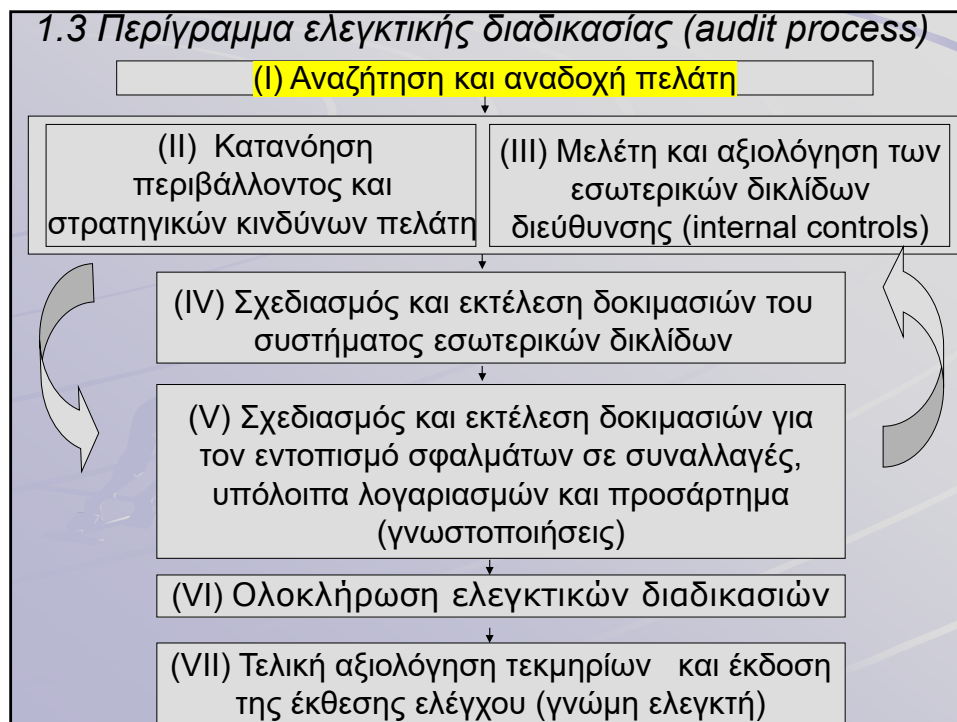 1.3 Περίγραμμα ελεγκτικής διαδικασίας (audit process)
(I) Αναζήτηση και αναδοχή πελάτη
(II) Κατανόηση
περιβάλλοντος και
στρατηγικών κινδύνων πελάτη
(III) Μελέτη και αξιολόγηση των
εσωτερικών δικλίδων
διεύθυνσης (internal controls)
(IV) Σχεδιασμός και εκτέλεση δοκιμασιών του
συστήματος εσωτερικών δικλίδων
(V) Σχεδιασμός και εκτέλεση δοκιμασιών για
τον εντοπισμό σφαλμάτων σε συναλλαγές,
υπόλοιπα λογαριασμών και προσάρτημα
(γνωστοποιήσεις)
(VI) Ολοκλήρωση ελεγκτικών διαδικασιών
(VII) Τελική αξιολόγηση τεκμηρίων και έκδοση
της έκθεσης ελέγχου (γνώμη ελεγκτή)